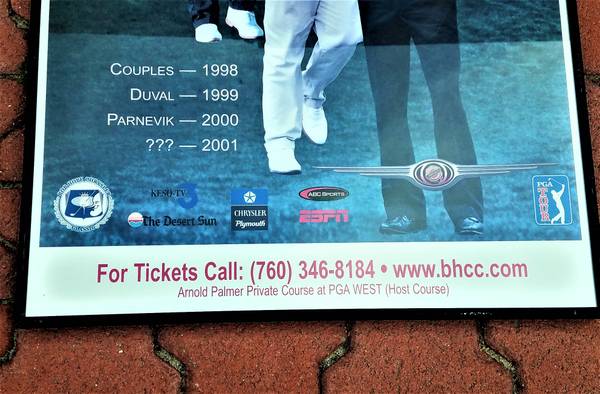 COUPLES — 1998
DUVAL — 1999
PARNEVIK — 2000
??? — 2001
KESQ-TV 3
ABC SPORTS
The Desert Sun
CHRYSLER
Plymouth
ESPN
PGA TOUR
For Tickets Call: (760) 346-8184 • www.bhcc.com
Arnold Palmer Private Course at PGA WEST (Host Course)